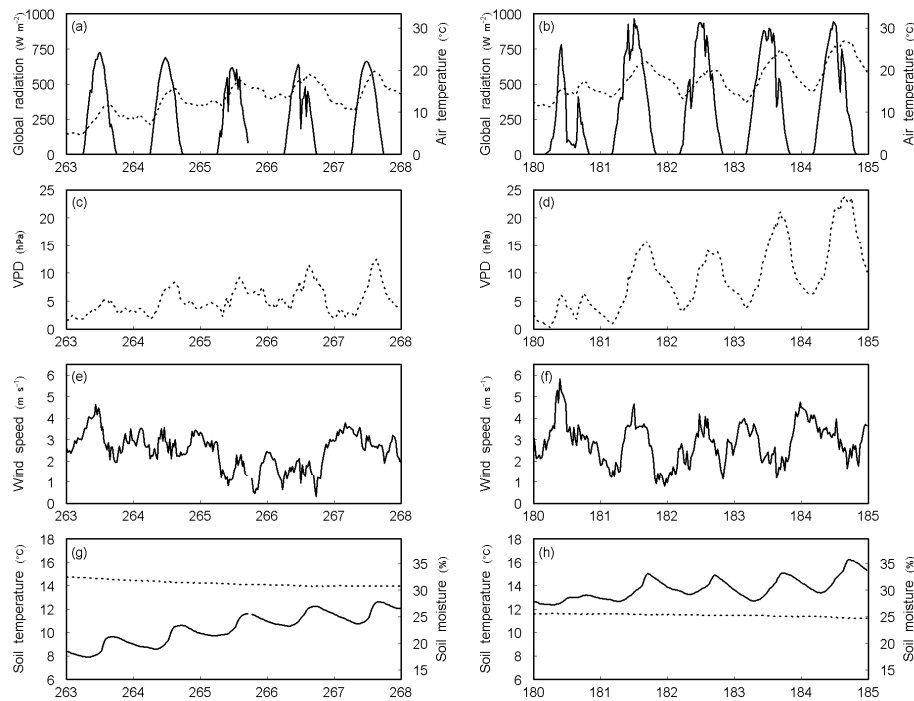 (a)
Global radiation (W m⁻²)
1000
750
500
250
0
Air temperature (°C)
30
20
10
0
263 264 265 266 267 268
(b)
Global radiation (W m⁻²)
1000
750
500
250
0
Air temperature (°C)
30
20
10
0
180 181 182 183 184 185
(c)
VPD (hPa)
25
20
15
10
5
0
263 264 265 266 267 268
(d)
VPD (hPa)
25
20
15
10
5
0
180 181 182 183 184 185
(e)
Wind speed (m s⁻¹)
6
5
4
3
2
1
0
263 264 265 266 267 268
(f)
Wind speed (m s⁻¹)
6
5
4
3
2
1
0
180 181 182 183 184 185
(g)
Soil temperature (°C)
18
16
14
12
10
8
6
Soil moisture (%)
35
30
25
20
15
263 264 265 266 267 268
(h)
Soil temperature (°C)
18
16
14
12
10
8
6
Soil moisture (%)
35
30
25
20
15
180 181 182 183 184 185